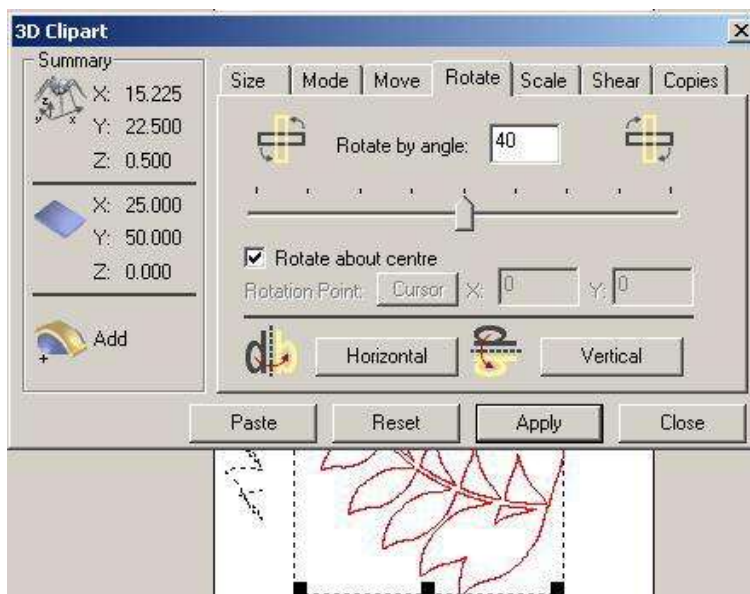 3D Clipart
Summary
X: 15.225
Y: 22.500
Z: 0.500
X: 25.000
Y: 50.000
Z: 0.000
Add
Size Mode Move Rotate Scale Shear Copies
Rotate by angle: 40
Rotate about centre
Rotation Point: Cursor X: 0 Y: 0
Horizontal Vertical
Paste Reset Apply Close